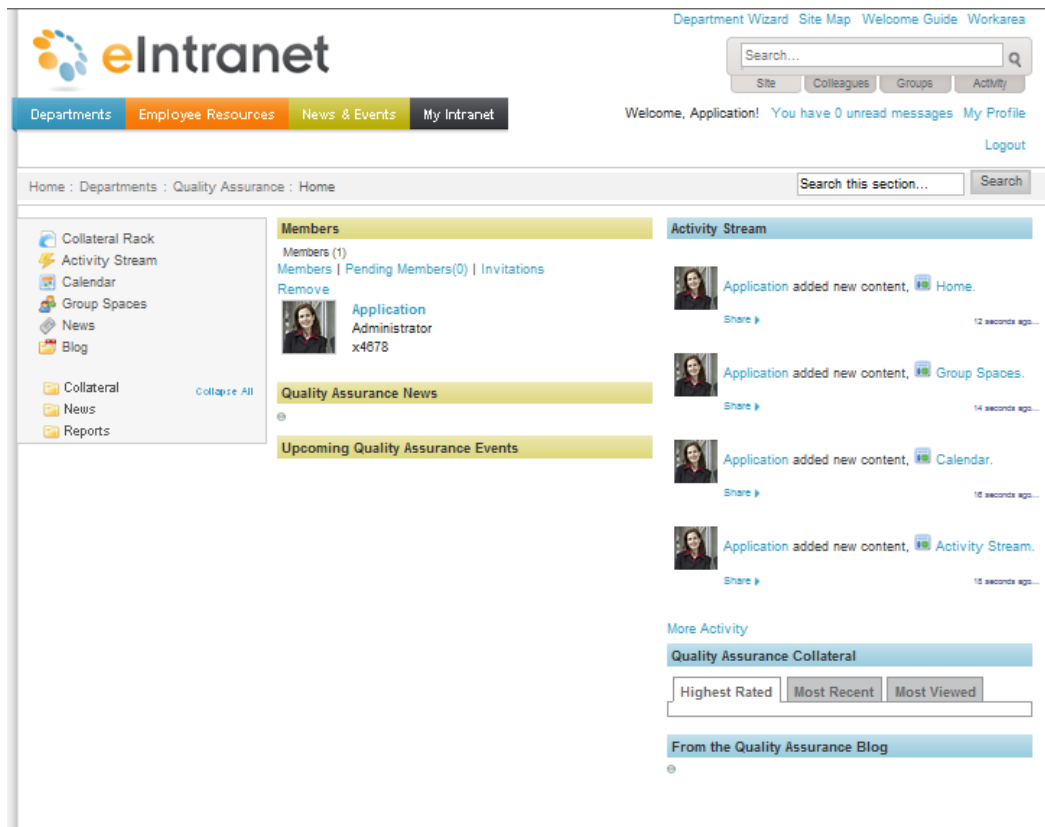 Department Wizard Site Map Welcome Guide Workarea
eIntranet
Search...
Site Colleagues Groups Activity
Departments Employee Resources News & Events My Intranet
Welcome, Application! You have 0 unread messages My Profile
Logout
Home : Departments : Quality Assurance : Home
Search this section... Search
Collateral Rack
Activity Stream
Calendar
Group Spaces
News
Blog
Collateral Collapse All
News
Reports
Members
Members (1)
Members | Pending Members(0) | Invitations
Remove
Application
Administrator
x4678
Quality Assurance News
Upcoming Quality Assurance Events
Activity Stream
Application added new content, Home.
Share 12 seconds ago...
Application added new content, Group Spaces.
Share 14 seconds ago...
Application added new content, Calendar.
Share 16 seconds ago...
Application added new content, Activity Stream.
Share seconds ago...
More Activity
Quality Assurance Collateral
Highest Rated Most Recent Most Viewed
From the Quality Assurance Blog